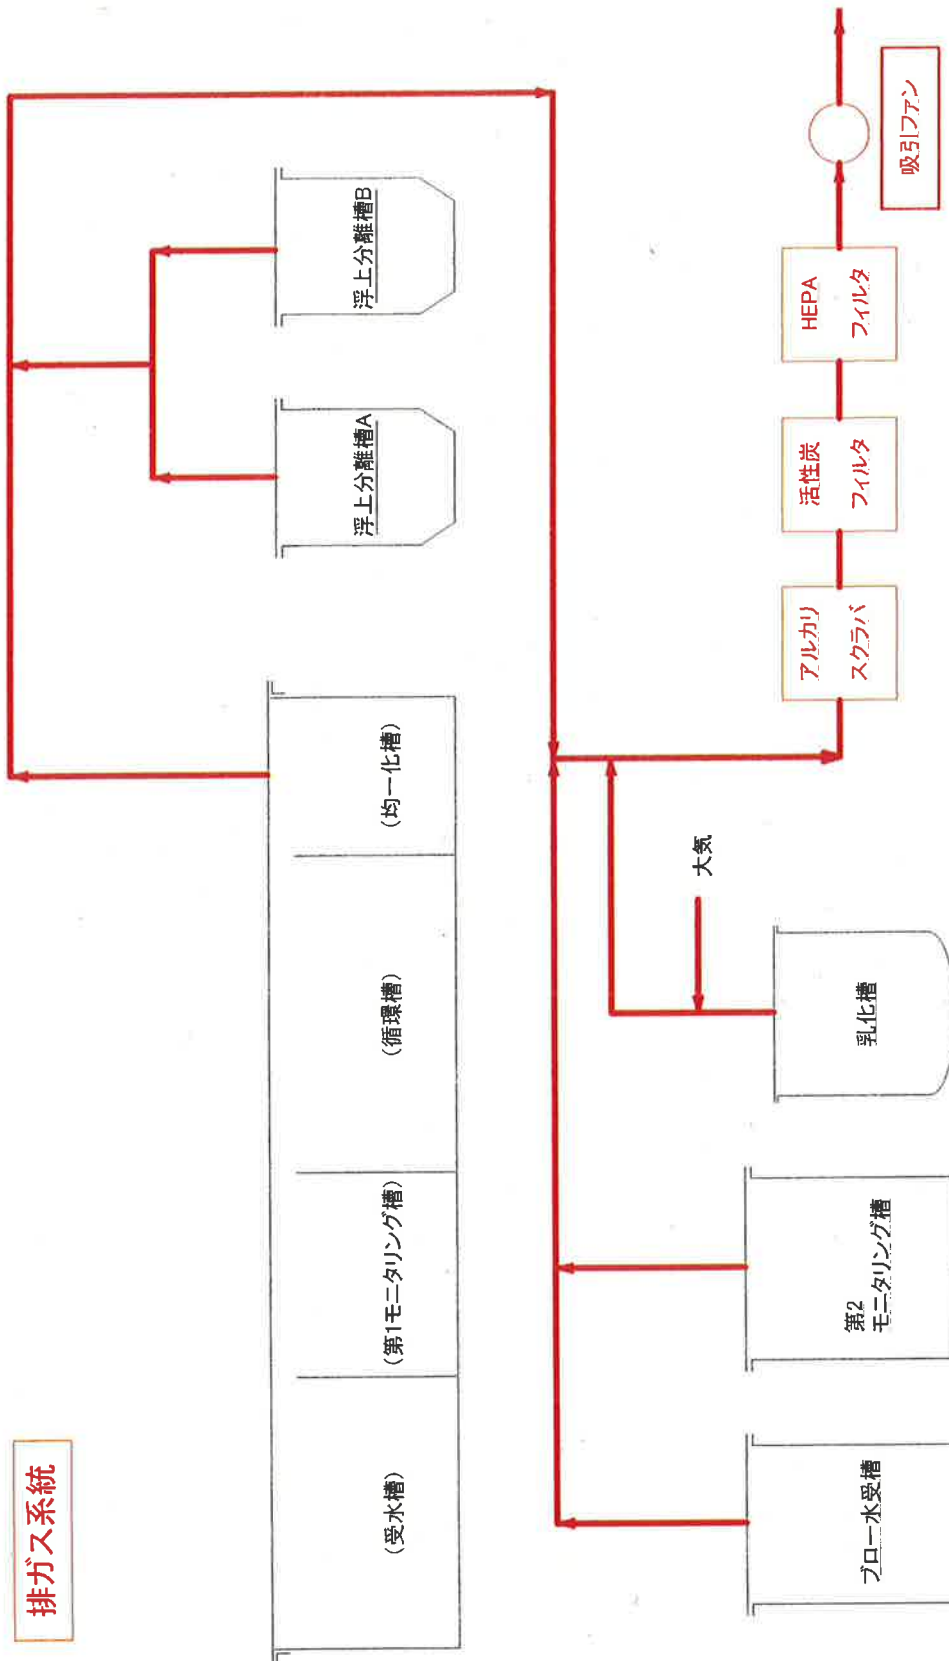 排ガス系統
(受水槽)
(第1モニタリング槽)
(循環槽)
(均一化槽)
浮上分離槽A
浮上分離槽B
ブロー水受槽
第2
モニタリング槽
乳化槽
大気
アルカリ
スクラバ
活性炭
フィルタ
HEPA
フィルタ
吸引ファン